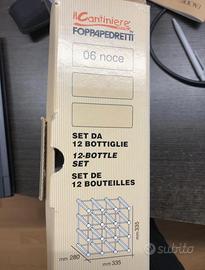 Il Cantiniere
FOPPAPEDRETTI
06 noce
SET DA
12 BOTTIGLIE
12-BOTTLE
SET
SET DE
12 BOUTEILLES
mm 280
mm 335
mm 335
subito